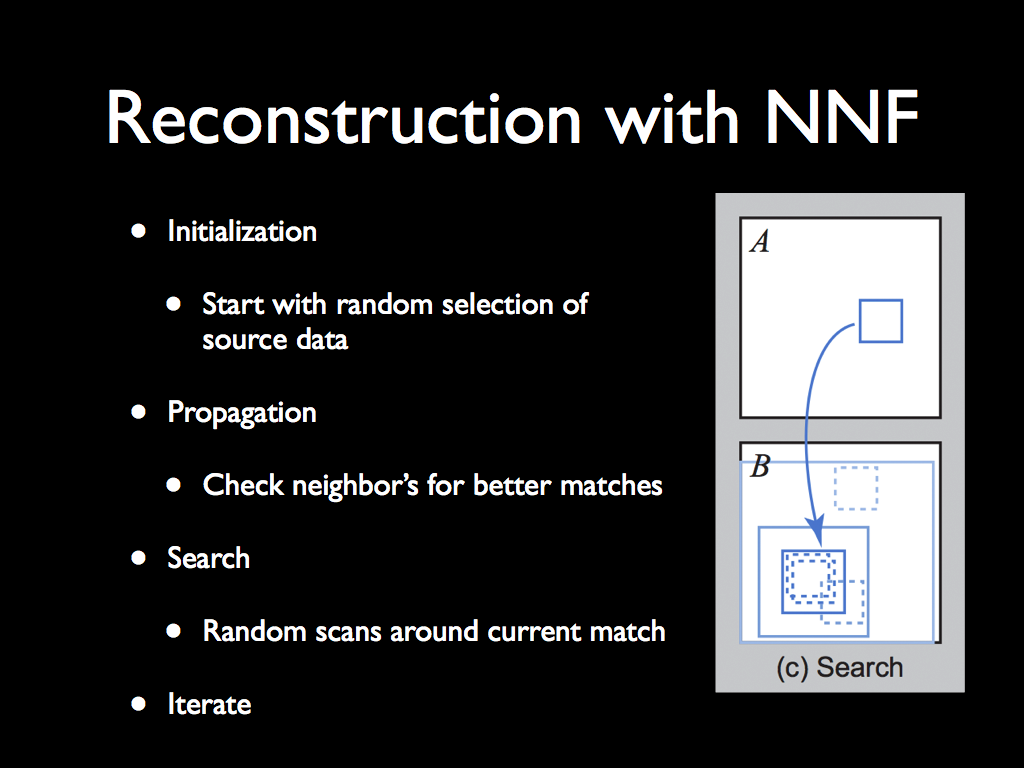 Reconstruction with NNF
• Initialization
• Start with random selection of
source data
• Propagation
• Check neighbor's for better matches
• Search
• Random scans around current match
• Iterate
A
B
(c) Search